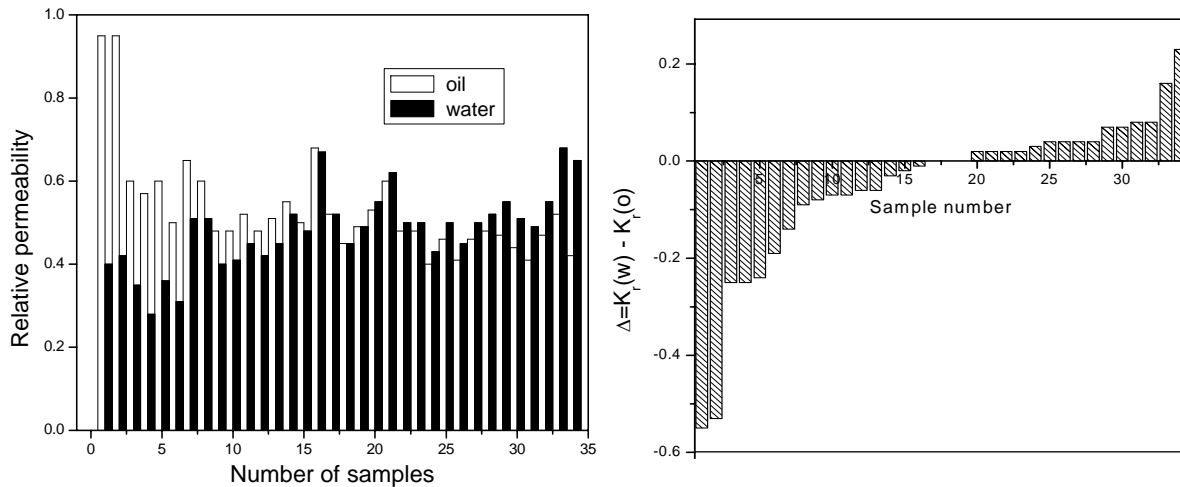 1.0
0.8
0.6
0.4
0.2
0.0
0 5 10 15 20 25 30 35
Relative permeability
Number of samples
oil
water
0.2
0.0
-0.2
-0.4
-0.6
5 10 15 20 25 30
Sample number
Δ=Kr(w) - Kr(o)